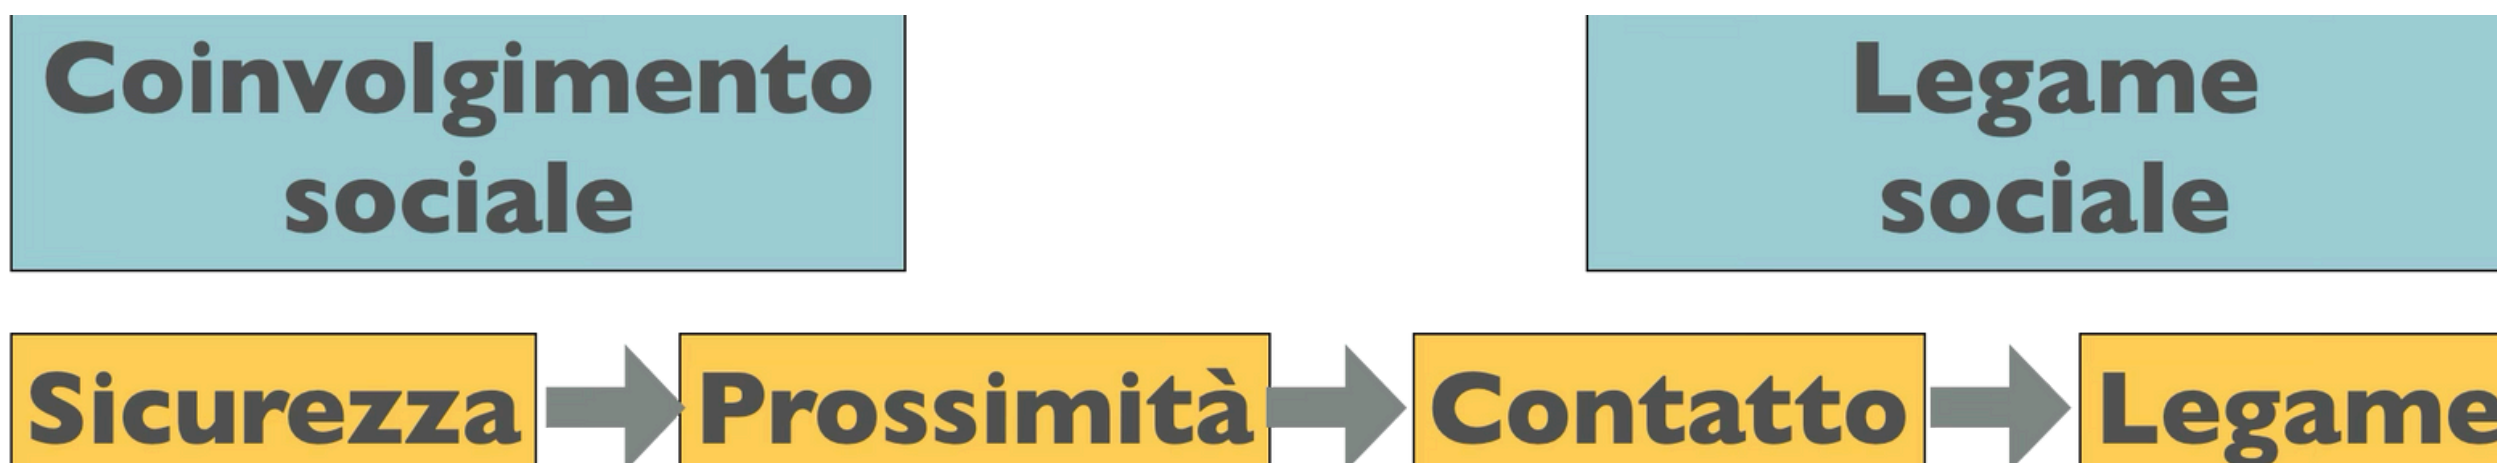 Coinvolgimento
sociale
Legame
sociale
Sicurezza
Prossimità
Contatto
Legame